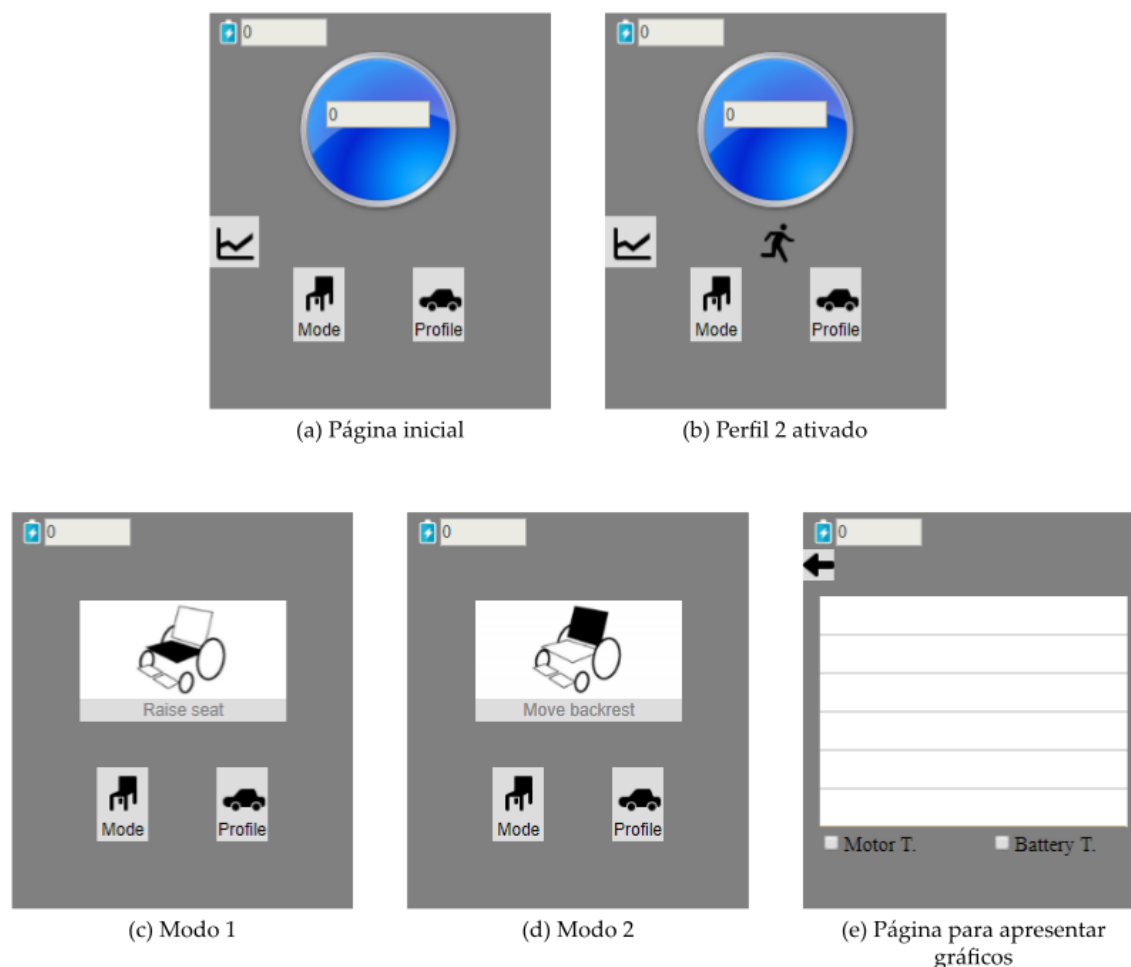 0
0
Mode
Profile
(a) Página inicial
0
0
Mode
Profile
(b) Perfil 2 ativado
0
Raise seat
Mode
Profile
(c) Modo 1
0
Move backrest
Mode
Profile
(d) Modo 2
0
Motor T.
Battery T.
(e) Página para apresentar
gráficos